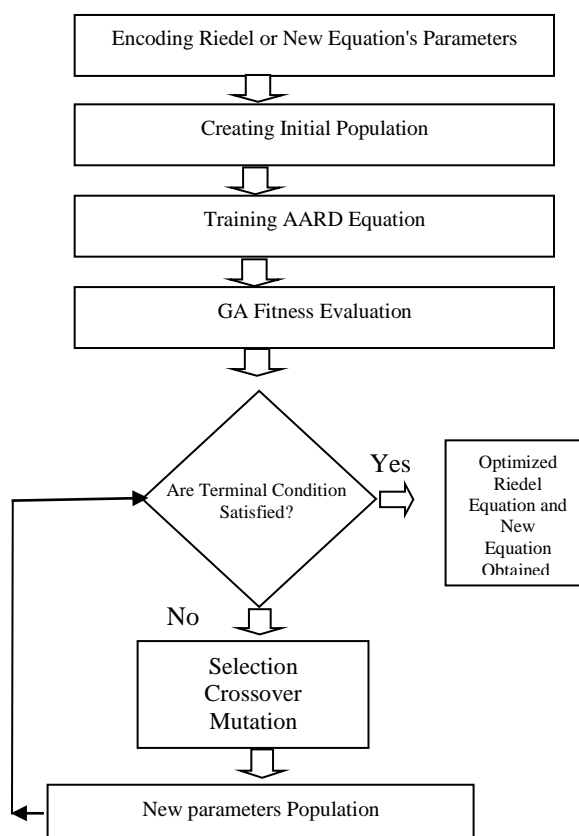 Encoding Riedel or New Equation's Parameters
Creating Initial Population
Training AARD Equation
GA Fitness Evaluation
Are Terminal Condition
Satisfied?
Yes
Optimized
Riedel
Equation and
New
Equation
Obtained
No
Selection
Crossover
Mutation
New parameters Population